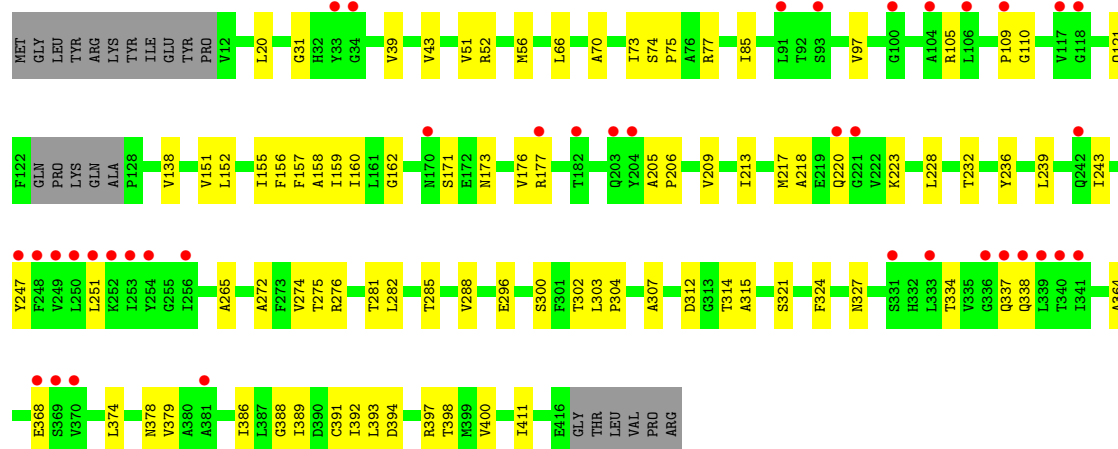 MET GLY LEU TYR ARG LYS TYR ILE GLU TYR PRO V12 L20 G31 H32 Y33 G34 V39 V43 V51 R52 M56 L66 A70 I73 S74 P75 A76 R77 I85 L91 T92 S93 V97 G100 A104 R105 L106 P109 G110 V117 G118 Q121
F122 GLN PRO LYS GLN ALA P128 V138 V151 L152 I155 F156 F157 A158 I159 I160 L161 G162 N170 S171 E172 N173 V176 R177 T182 Q203 Y204 A205 P206 V209 I213 M217 A218 E219 Q220 G221 V222 K223 L228 T232 Y236 L239 Q242 I243
Y247 F248 V249 L250 L251 K252 I253 Y254 G255 I256 A265 A272 F273 V274 T275 R276 T281 L282 T285 V288 E296 S300 F301 T302 L303 P304 A307 D312 G313 T314 A315 S321 F324 N327 S331 H332 L333 T334 V335 G336 Q337 Q338 L339 T340 I341 A364
E368 S369 V370 L374 N378 V379 A380 A381 I386 L387 G388 I389 D390 C391 I392 L393 D394 R397 T398 M399 V400 I411 E416 GLY THR LEU VAL PRO ARG